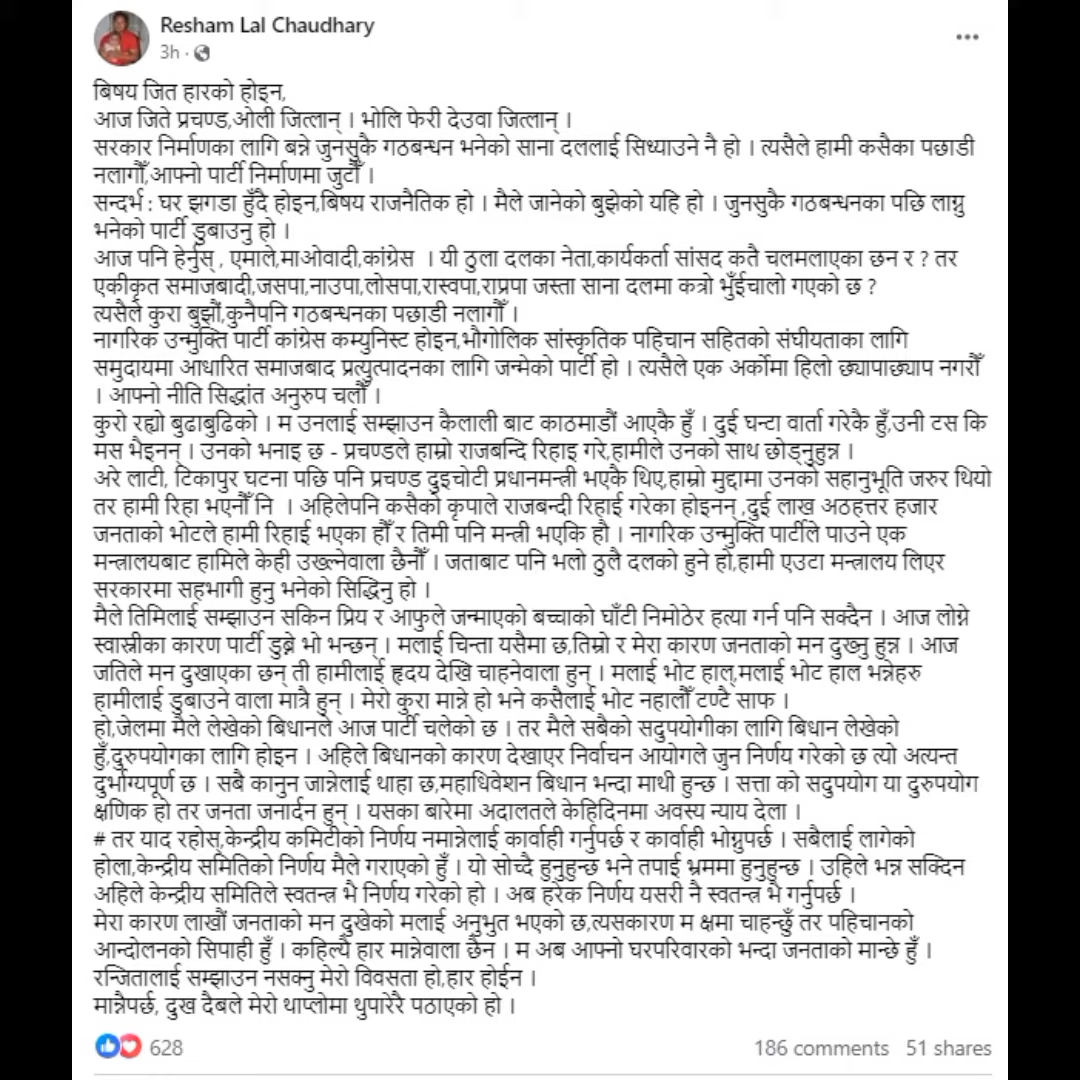 Resham Lal Chaudhary
3h ·
बिषय जित हारको होइन,
आज जिते प्रचण्ड,ओली जित्लान् । भोलि फेरी देउवा जित्लान् ।
सरकार निर्माणका लागि बन्ने जुनसुकै गठबन्धन भनेको साना दललाई सिध्याउने नै हो । त्यसैले हामी कसैका पछाडी
नलागौँ,आफ्नो पार्टी निर्माणमा जुटौँ ।
सन्दर्भ : घर झगडा हुँदै होइन,बिषय राजनैतिक हो । मैले जानेको बुझेको यहि हो । जुनसुकै गठबन्धनका पछि लाग्नु
भनेको पार्टी डुबाउनु हो ।
आज पनि हेर्नुस् , एमाले,माओवादी,कांग्रेस । यी ठुला दलका नेता,कार्यकर्ता सांसद कतै चलमलाएका छन र ? तर
एकीकृत समाजबादी,जसपा,नाउपा,लोसपा,रास्वपा,राप्रपा जस्ता साना दलमा कत्रो भुँईचालो गएको छ ?
त्यसैले कुरा बुझौं,कुनैपनि गठबन्धनका पछाडी नलागौँ ।
नागरिक उन्मुक्ति पार्टी कांग्रेस कम्युनिस्ट होइन,भौगोलिक सांस्कृतिक पहिचान सहितको संघीयताका लागि
समुदायमा आधारित समाजबाद प्रत्युत्पादनका लागि जन्मेको पार्टी हो । त्यसैले एक अर्कोमा हिलो छ्यापाछ्याप नगरौँ
। आफ्नो नीति सिद्धांत अनुरुप चलौँ ।
कुरो रह्यो बुढाबुढिको । म उनलाई सम्झाउन कैलाली बाट काठमाडौं आएकै हुँ । दुई घन्टा वार्ता गरेकै हुँ,उनी टस कि
मस भैइनन् । उनको भनाइ छ - प्रचण्डले हाम्रो राजबन्दि रिहाइ गरे,हामीले उनको साथ छोड्नुहुन्न ।
अरे लाटी, टिकापुर घटना पछि पनि प्रचण्ड दुइचोटी प्रधानमन्त्री भएकै थिए,हाम्रो मुद्दामा उनको सहानुभूति जरुर थियो
तर हामी रिहा भएनौँ नि । अहिलेपनि कसैको कृपाले राजबन्दी रिहाई गरेका होइनन् ,दुई लाख अठहत्तर हजार
जनताको भोटले हामी रिहाई भएका हौँ र तिमी पनि मन्त्री भएकि हौ । नागरिक उन्मुक्ति पार्टीले पाउने एक
मन्त्रालयबाट हामिले केही उख्ल्नेवाला छैनौँ । जताबाट पनि भलो ठुलै दलको हुने हो,हामी एउटा मन्त्रालय लिएर
सरकारमा सहभागी हुनु भनेको सिद्धिनु हो ।
मैले तिमिलाई सम्झाउन सकिन प्रिय र आफुले जन्माएको बच्चाको घाँटी निमोठेर हत्या गर्न पनि सक्दैन । आज लोग्ने
स्वास्नीका कारण पार्टी डुब्ने भो भन्छन् । मलाई चिन्ता यसैमा छ,तिम्रो र मेरा कारण जनताको मन दुख्नु हुन्न । आज
जतिले मन दुखाएका छन् ती हामीलाई हृदय देखि चाहनेवाला हुन् । मलाई भोट हाल्,मलाई भोट हाल भन्नेहरु
हामीलाई डुबाउने वाला मात्रै हुन् । मेरो कुरा मान्ने हो भने कसैलाई भोट नहालौँ टण्टै साफ ।
हो,जेलमा मैले लेखेको बिधानले आज पार्टी चलेको छ । तर मैले सबैको सदुपयोगीका लागि बिधान लेखेको
हुँ,दुरुपयोगका लागि होइन । अहिले बिधानको कारण देखाएर निर्वाचन आयोगले जुन निर्णय गरेको छ त्यो अत्यन्त
दुर्भाग्यपूर्ण छ । सबै कानुन जान्नेलाई थाहा छ,महाधिवेशन बिधान भन्दा माथी हुन्छ । सत्ता को सदुपयोग या दुरुपयोग
क्षणिक हो तर जनता जनार्दन हुन् । यसका बारेमा अदालतले केहिदिनमा अवस्य न्याय देला ।
# तर याद रहोस्,केन्द्रीय कमिटीको निर्णय नमान्नेलाई कार्वाही गर्नुपर्छ र कार्वाही भोग्नुपर्छ । सबैलाई लागेको
होला,केन्द्रीय समितिको निर्णय मैले गराएको हुँ । यो सोच्दै हुनुहुन्छ भने तपाई भ्रममा हुनुहुन्छ । उहिले भन्न सक्दिन
अहिले केन्द्रीय समितिले स्वतन्त्र भै निर्णय गरेको हो । अब हरेक निर्णय यसरी नै स्वतन्त्र भै गर्नुपर्छ ।
मेरा कारण लाखौं जनताको मन दुखेको मलाई अनुभुत भएको छ,त्यसकारण म क्षमा चाहन्छुँ तर पहिचानको
आन्दोलनको सिपाही हुँ । कहिल्यै हार मान्नेवाला छैन । म अब आफ्नो घरपरिवारको भन्दा जनताको मान्छे हुँ ।
रन्जितालाई सम्झाउन नसक्नु मेरो विवसता हो,हार होईन ।
मान्नैपर्छ, दुख दैबले मेरो थाप्लोमा थुपारेरै पठाएको हो ।
628
186 comments 51 shares